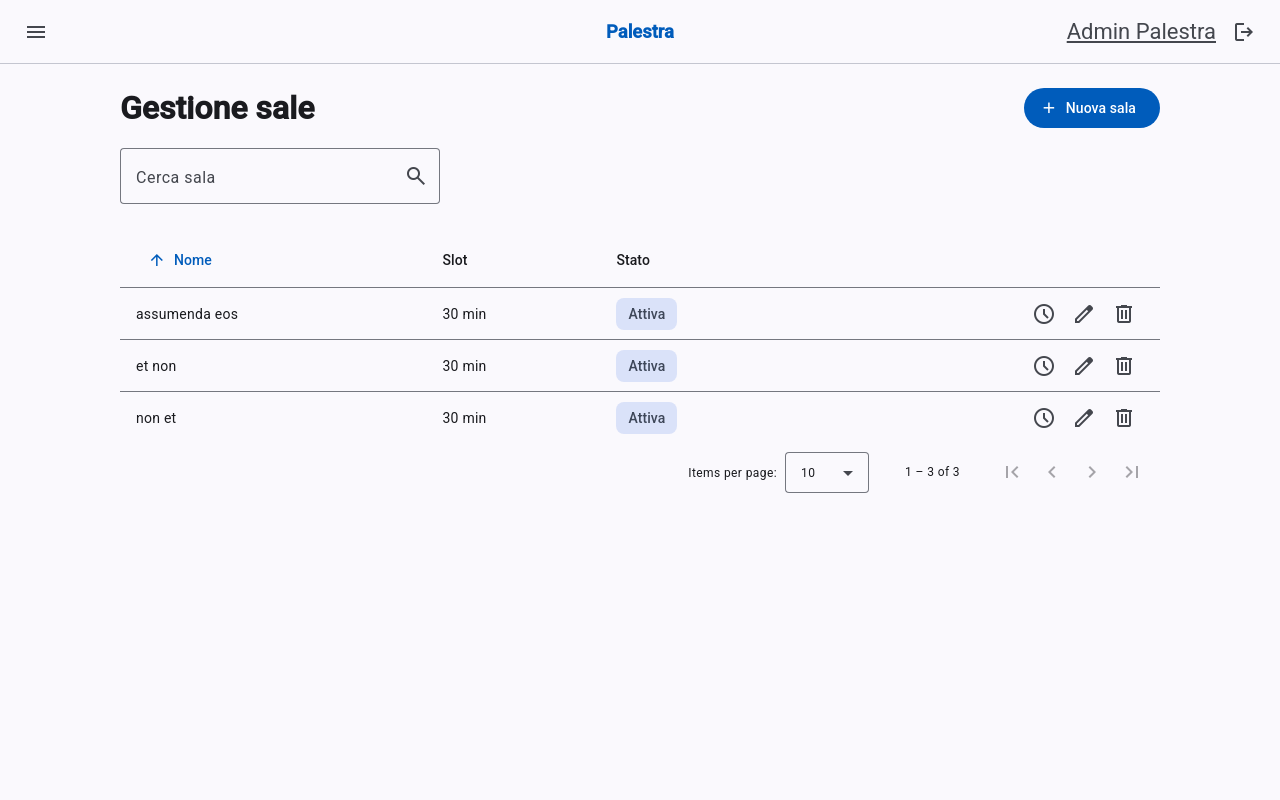 Palestra
Admin Palestra
Gestione sale
Nuova sala
Cerca sala
Nome Slot Stato
assumenda eos 30 min Attiva
et non 30 min Attiva
non et 30 min Attiva
Items per page: 10 1 – 3 of 3